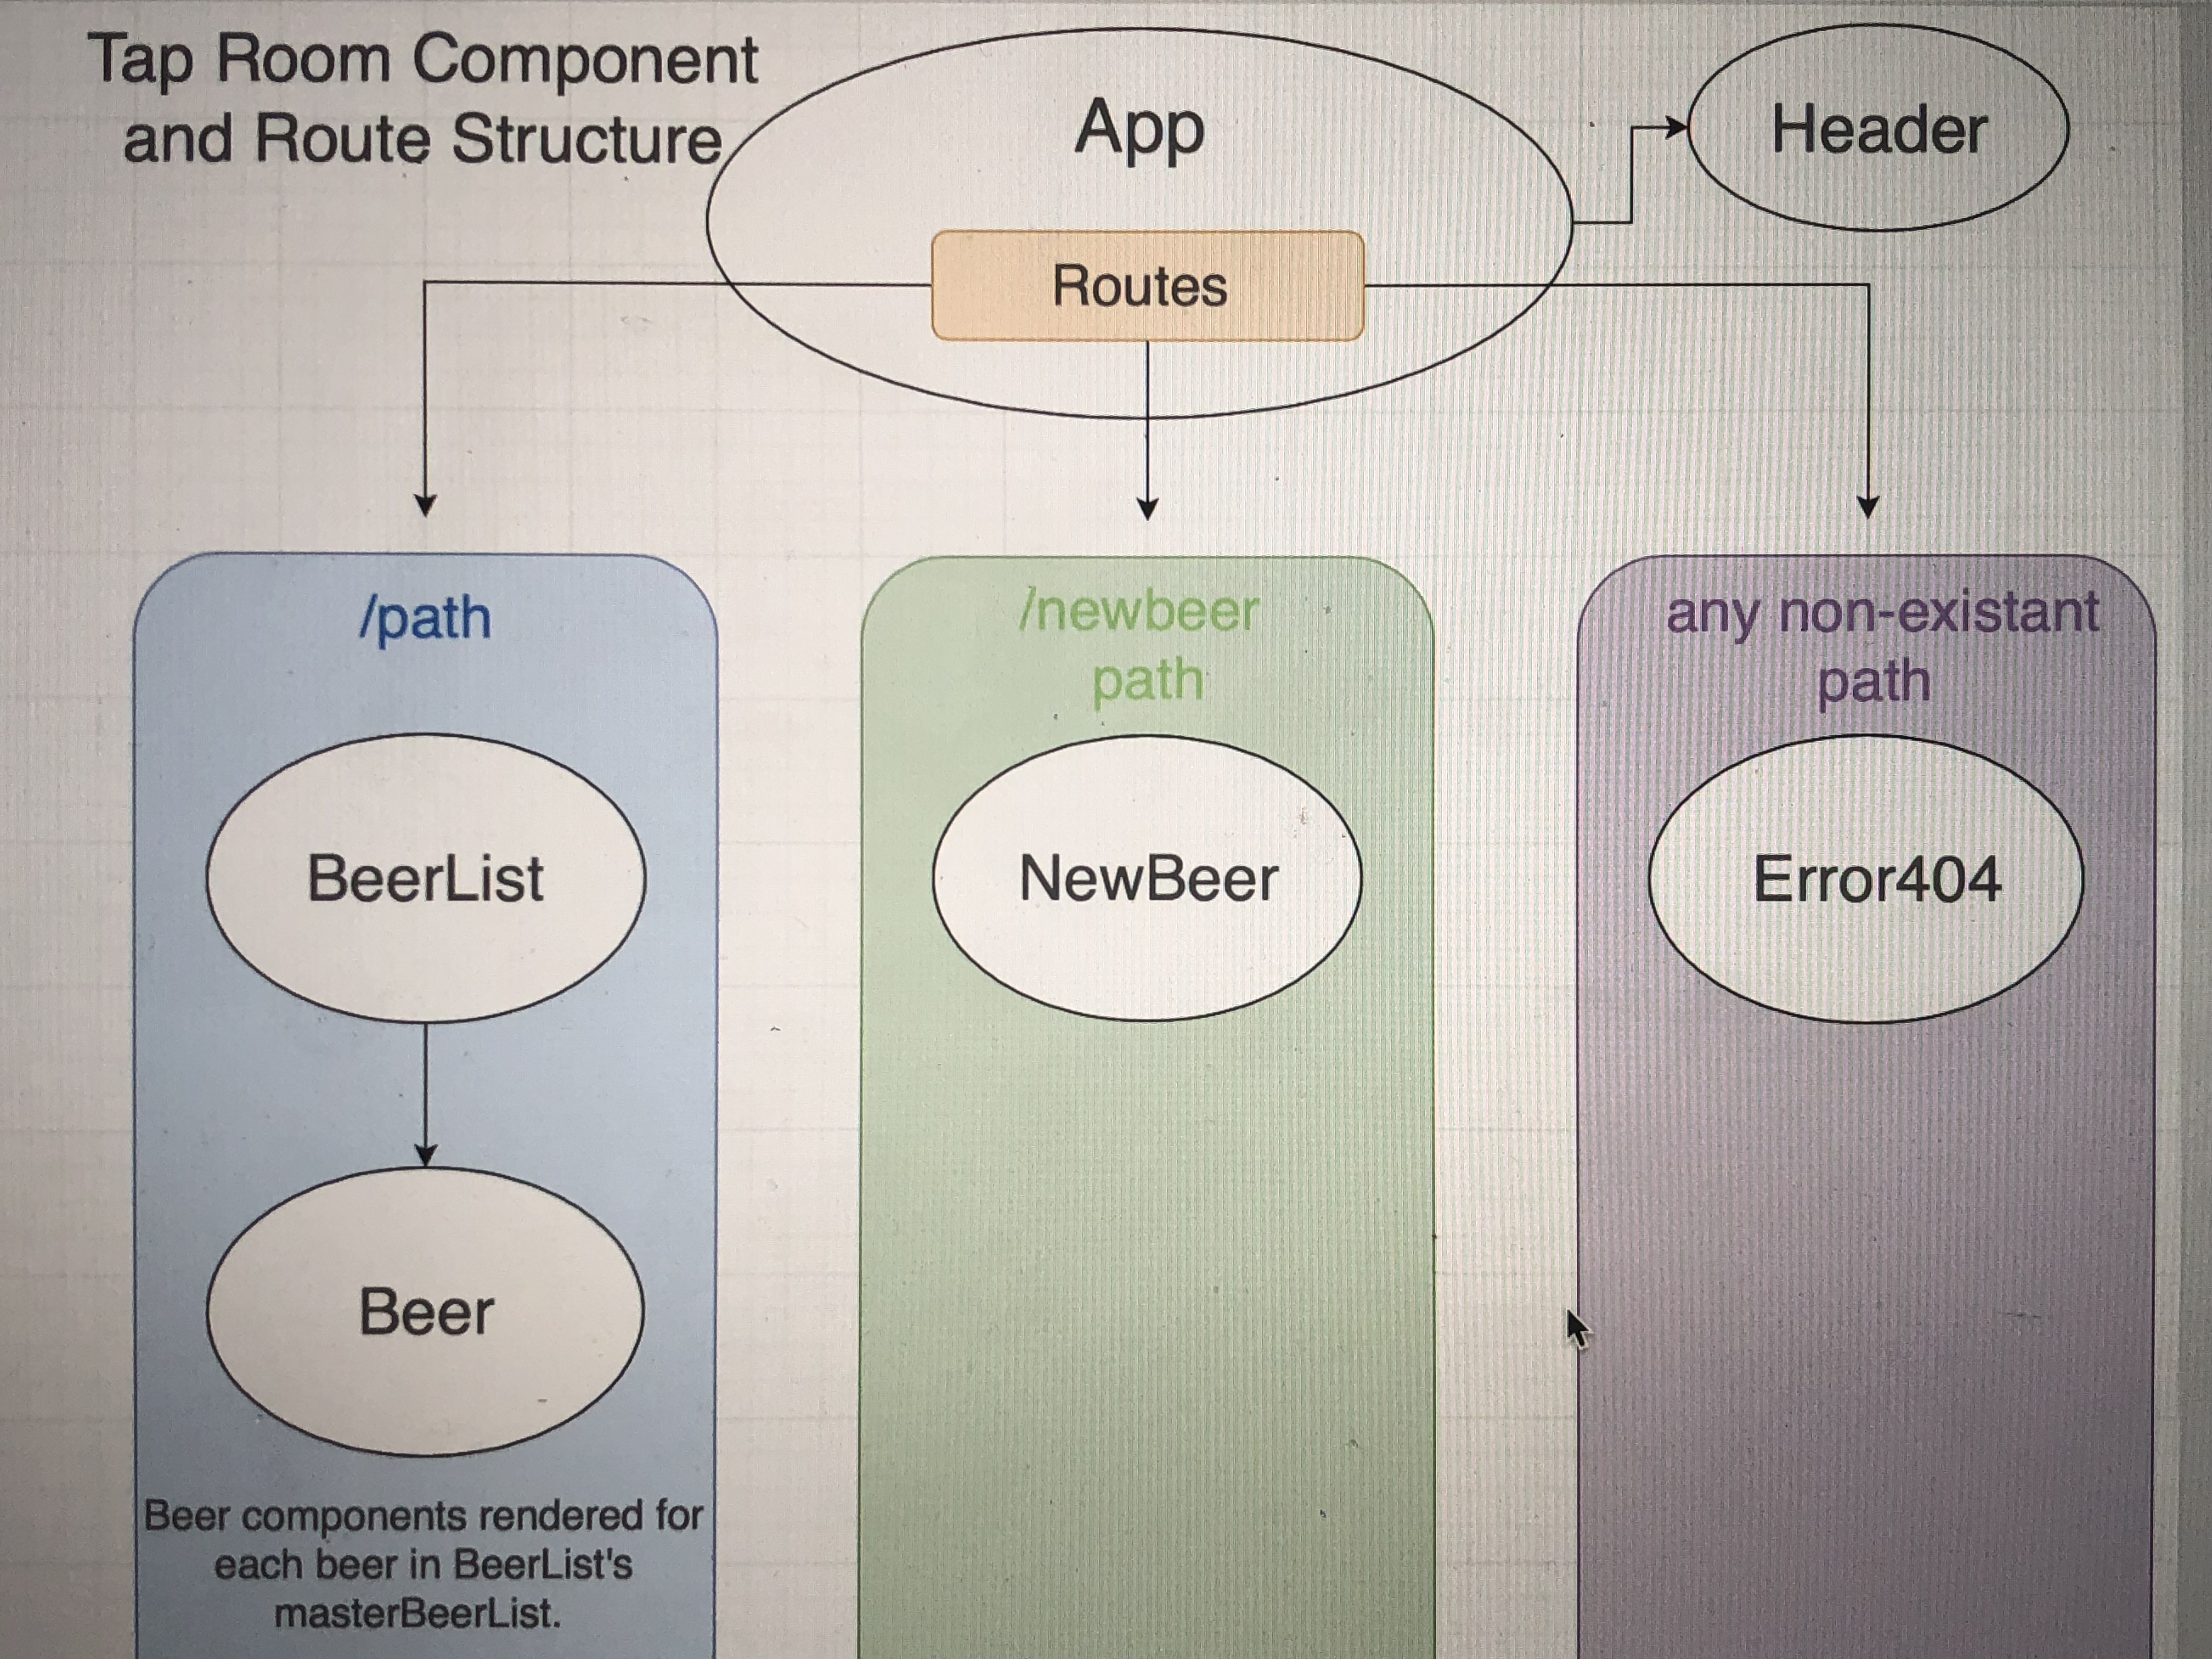 Tap Room Component
and Route Structure
App
Header
Routes
/path
/newbeer
path
any non-existant
path
BeerList
NewBeer
Error404
Beer
Beer components rendered for
each beer in BeerList's
masterBeerList.